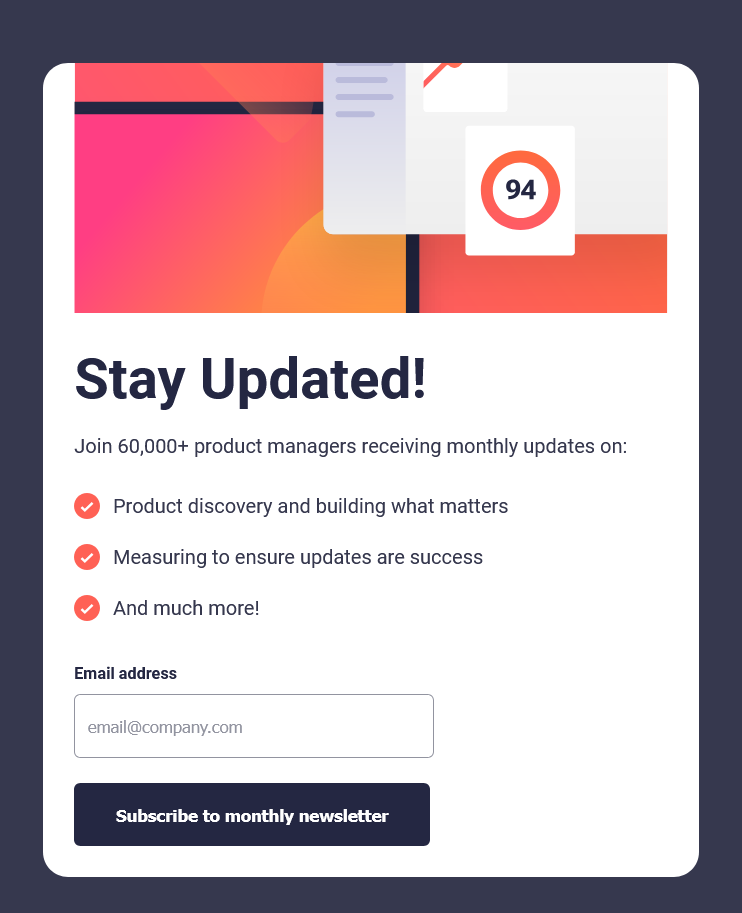 94
Stay Updated!
Join 60,000+ product managers receiving monthly updates on:
Product discovery and building what matters
Measuring to ensure updates are success
And much more!
Email address
email@company.com
Subscribe to monthly newsletter